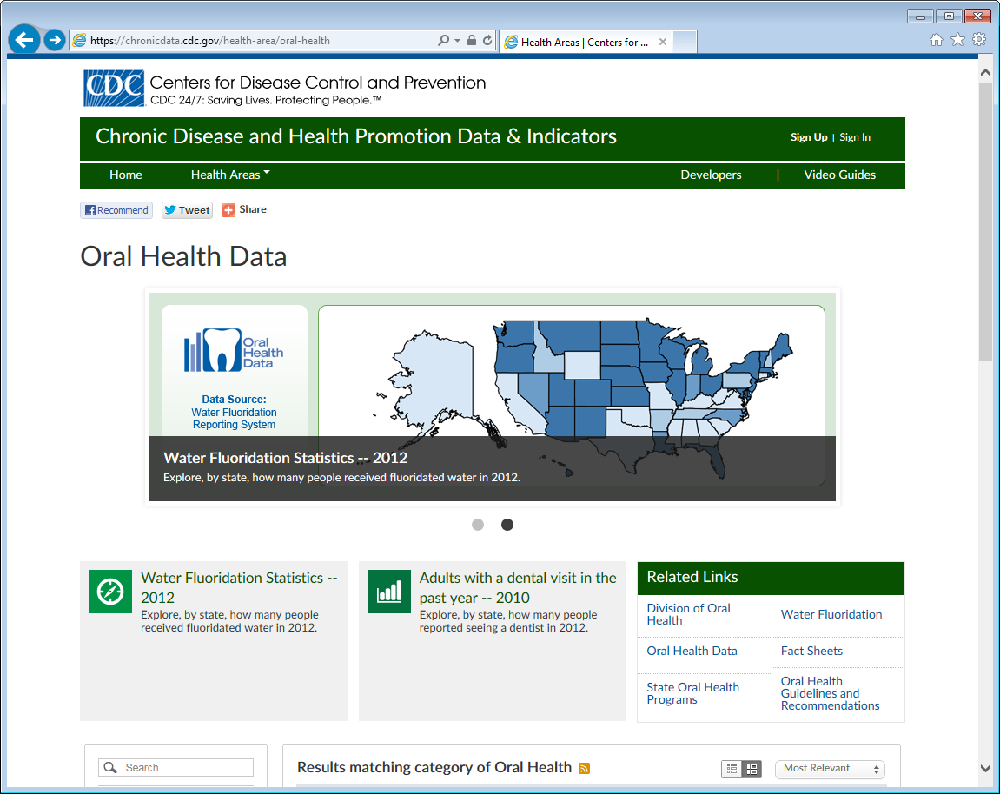 https://chronicdata.cdc.gov/health-area/oral-health
Health Areas | Centers for ...
CDC
Centers for Disease Control and Prevention
CDC 24/7: Saving Lives. Protecting People.™
Chronic Disease and Health Promotion Data & Indicators
Sign Up | Sign In
Home Health Areas Developers | Video Guides
Recommend Tweet Share
Oral Health Data
Oral
Health
Data
Data Source:
Water Fluoridation
Reporting System
Water Fluoridation Statistics -- 2012
Explore, by state, how many people received fluoridated water in 2012.
Water Fluoridation Statistics --
2012
Explore, by state, how many people
received fluoridated water in 2012.
Adults with a dental visit in the
past year -- 2010
Explore, by state, how many people
reported seeing a dentist in 2012.
Related Links
Division of Oral
Health
Water Fluoridation
Oral Health Data
Fact Sheets
State Oral Health
Programs
Oral Health
Guidelines and
Recommendations
Search
Results matching category of Oral Health
Most Relevant